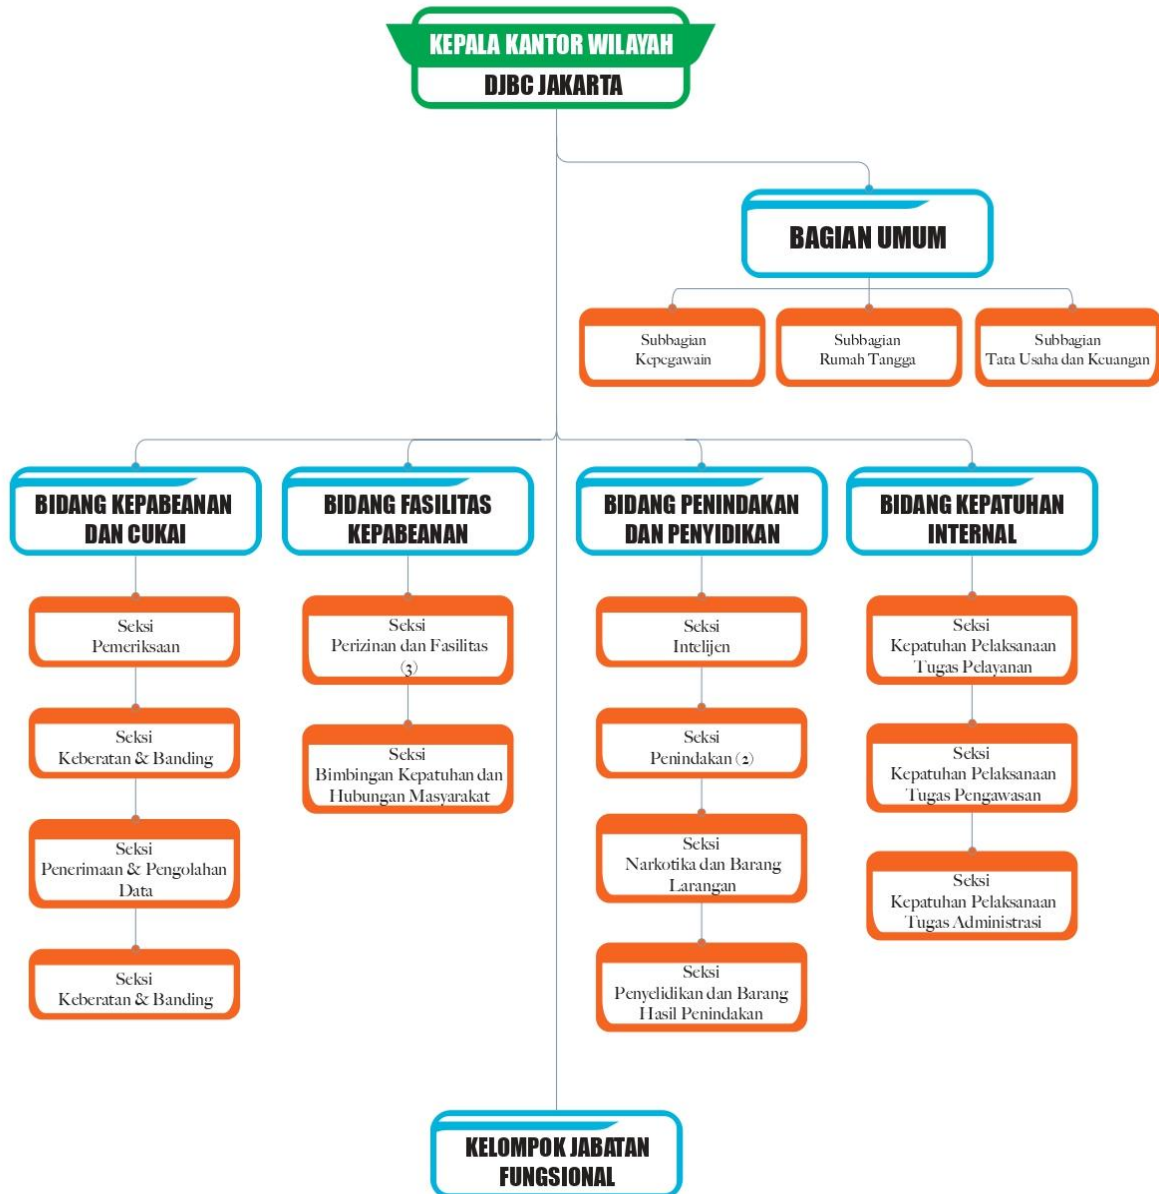 KEPALA KANTOR WILAYAH
DJBC JAKARTA
BAGIAN UMUM
Subbagian
Kepegawain
Subbagian
Rumah Tangga
Subbagian
Tata Usaha dan Keuangan
BIDANG KEPABEANAN
DAN CUKAI
Seksi
Pemeriksaan
Seksi
Keberatan & Banding
Seksi
Penerimaan & Pengolahan
Data
Seksi
Keberatan & Banding
BIDANG FASILITAS
KEPABEANAN
Seksi
Perizinan dan Fasilitas
(3)
Seksi
Bimbingan Kepatuhan dan
Hubungan Masyarakat
BIDANG PENINDAKAN
DAN PENYIDIKAN
Seksi
Intelijen
Seksi
Penindakan (2)
Seksi
Narkotika dan Barang
Larangan
Seksi
Penyelidikan dan Barang
Hasil Penindakan
BIDANG KEPATUHAN
INTERNAL
Seksi
Kepatuhan Pelaksanaan
Tugas Pelayanan
Seksi
Kepatuhan Pelaksanaan
Tugas Pengawasan
Seksi
Kepatuhan Pelaksanaan
Tugas Administrasi
KELOMPOK JABATAN
FUNGSIONAL